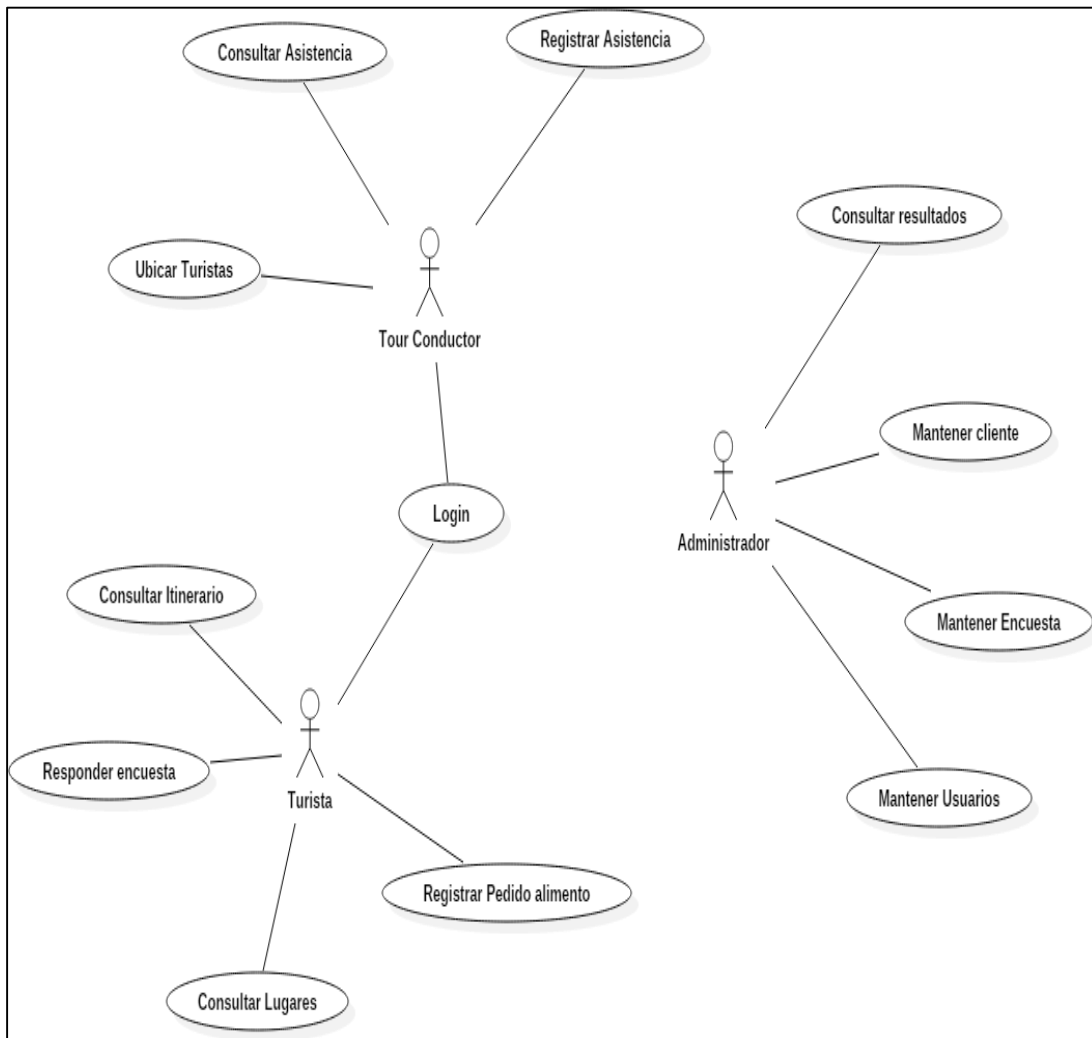 Registrar Asistencia
Consultar Asistencia
Consultar resultados
Ubicar Turistas
Tour Conductor
Mantener cliente
Login
Administrador
Consultar Itinerario
Mantener Encuesta
Responder encuesta
Turista
Mantener Usuarios
Registrar Pedido alimento
Consultar Lugares